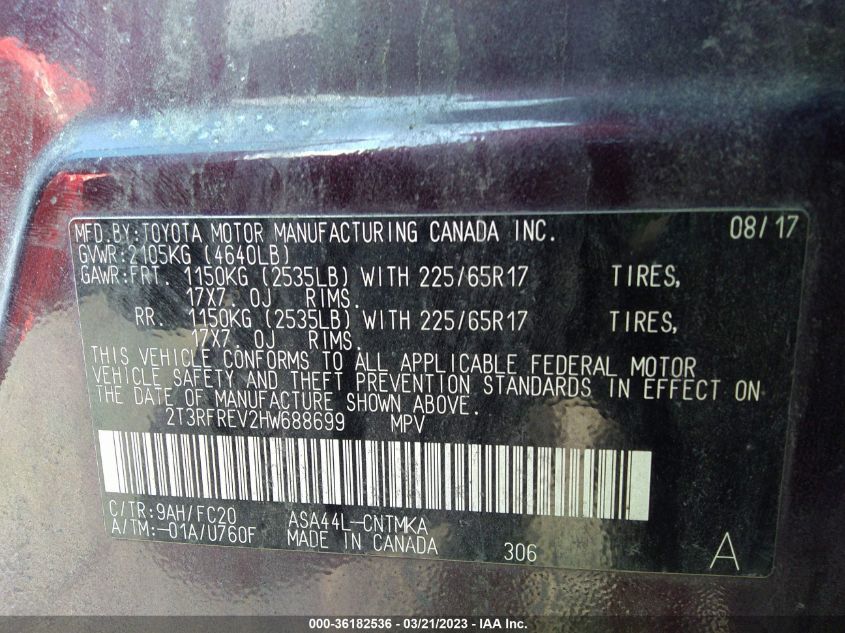 MFD.BY:TOYOTA MOTOR MANUFACTURING CANADA INC. 08/17
GVWR:2105KG (4640LB)
GAWR:FRT. 1150KG (2535LB) WITH 225/65R17 TIRES,
17X7.0J RIMS.
RR. 1150KG (2535LB) WITH 225/65R17 TIRES,
17X7.0J RIMS.
THIS VEHICLE CONFORMS TO ALL APPLICABLE FEDERAL MOTOR
VEHICLE SAFETY AND THEFT PREVENTION STANDARDS IN EFFECT ON
THE DATE OF MANUFACTURE SHOWN ABOVE.
2T3RFREV2HW688699 MPV
C/TR:9AH/FC20 ASA44L-CNTMKA
A/TM:-01A/U760F MADE IN CANADA 306 A
000-36182536 - 03/21/2023 - IAA Inc.